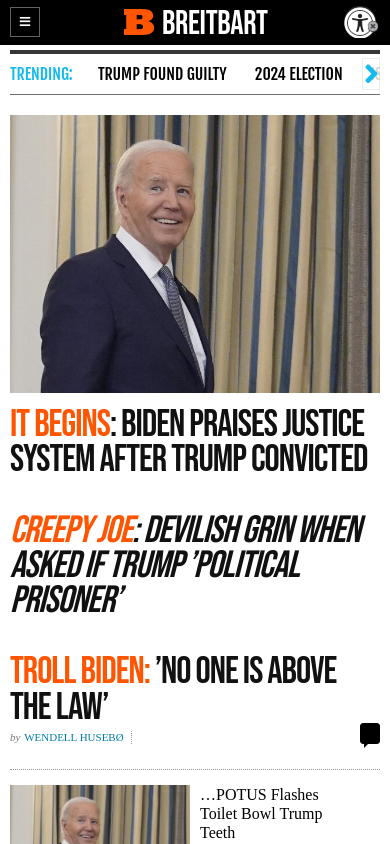 BREITBART
TRENDING:
TRUMP FOUND GUILTY
2024 ELECTION
IT BEGINS: BIDEN PRAISES JUSTICE
SYSTEM AFTER TRUMP CONVICTED
CREEPY JOE: DEVILISH GRIN WHEN
ASKED IF TRUMP ’POLITICAL
PRISONER’
TROLL BIDEN: ’NO ONE IS ABOVE
THE LAW’
by WENDELL HUSEBØ
…POTUS Flashes
Toilet Bowl Trump
Teeth